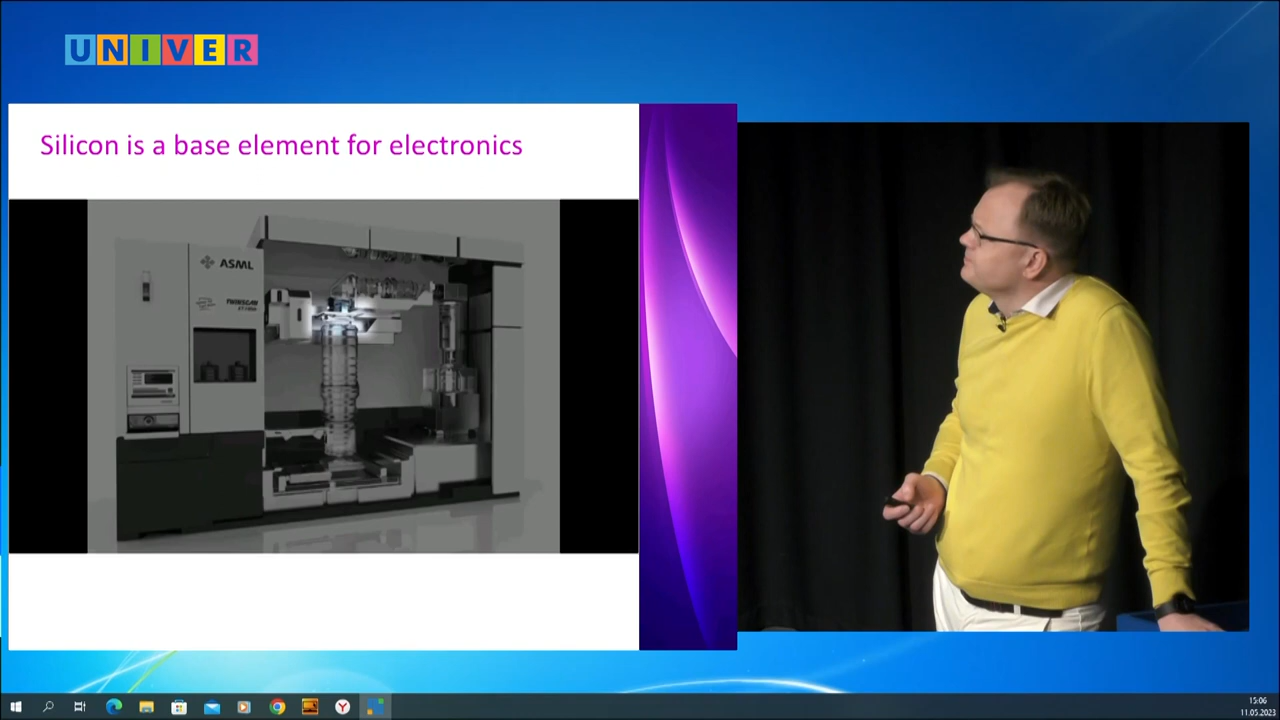 UNIVER
Silicon is a base element for electronics
ASML
TWINSCAN
15:06
11.05.2023